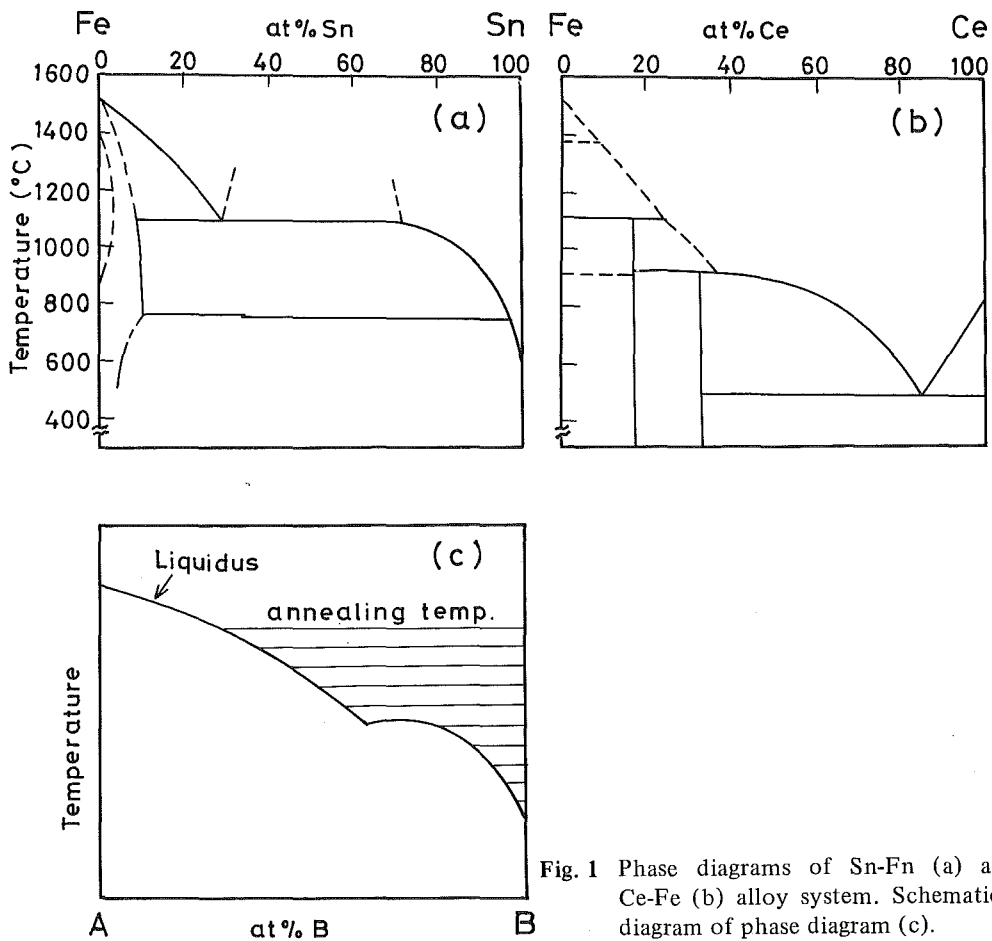 Fe at% Sn Sn
0 20 40 60 80 100
1600
1400
1200
1000
800
600
400
Temperature (°C)
(a)
Fe at% Ce Ce
0 20 40 60 80 100
(b)
(c)
Liquidus
annealing temp.
Temperature
A at% B B
Fig. 1 Phase diagrams of Sn-Fn (a) a
Ce-Fe (b) alloy system. Schematic
diagram of phase diagram (c).